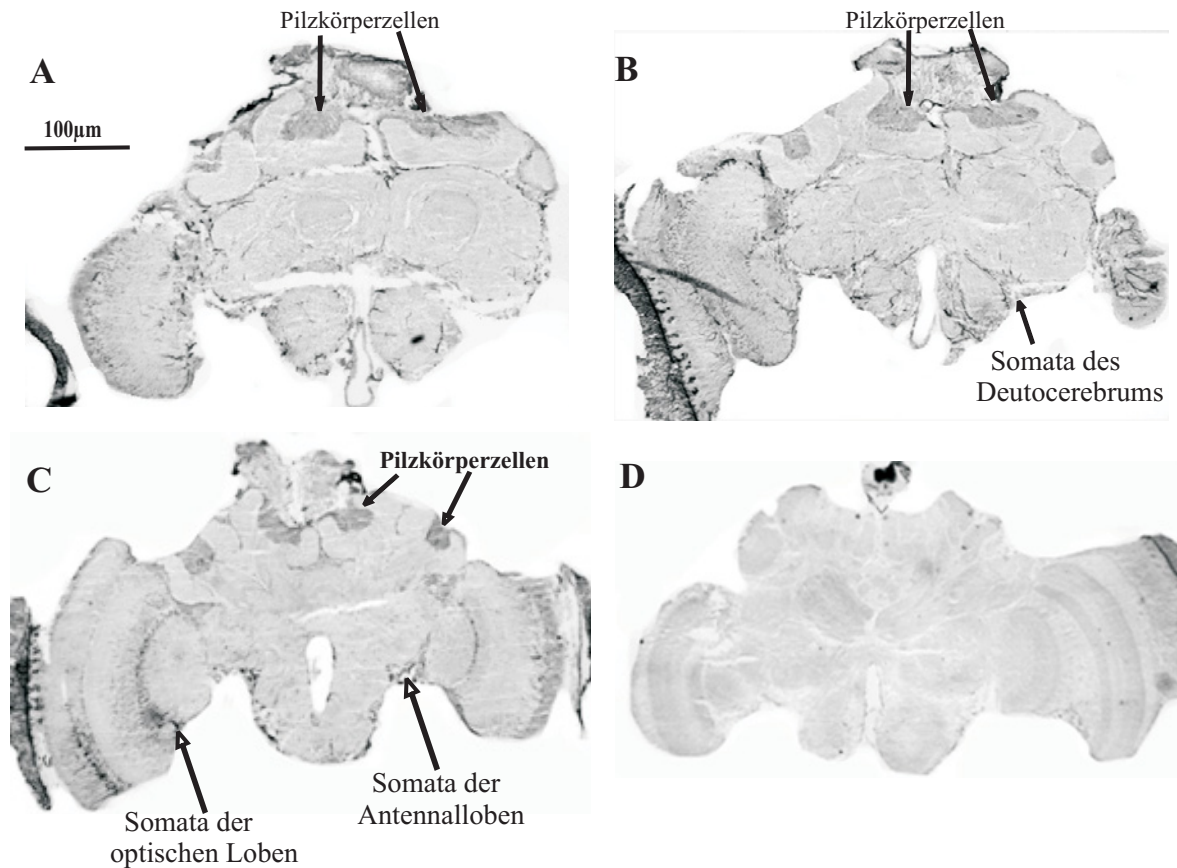 Pilzkörperzellen
A
100µm
Pilzkörperzellen
B
Somata des
Deutocerebrums
C
Pilzkörperzellen
Somata der
Antennalloben
Somata der
optischen Loben
D